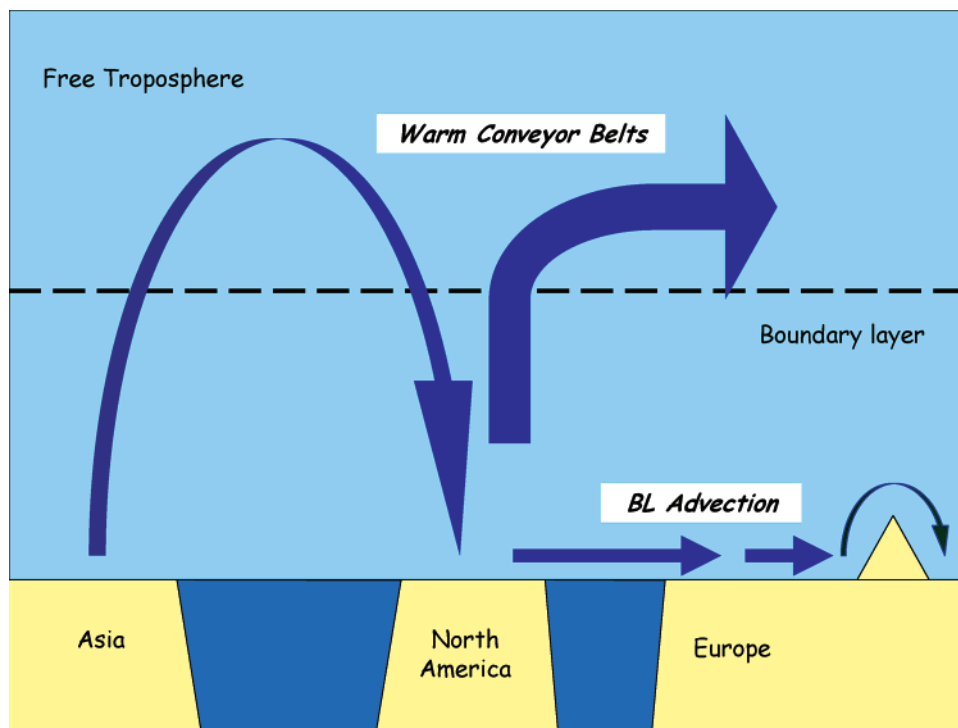 Free Troposphere
Warm Conveyor Belts
Boundary layer
BL Advection
Asia
North
America
Europe